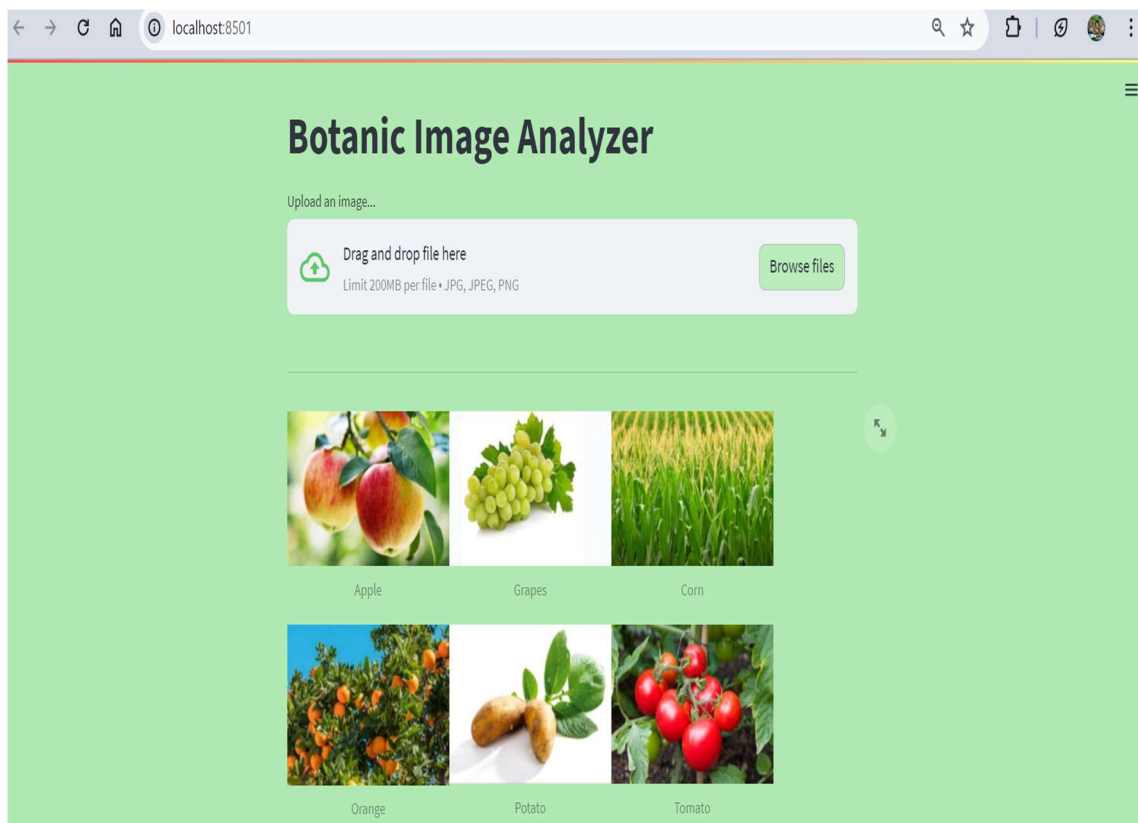 localhost:8501
Botanic Image Analyzer
Upload an image...
Drag and drop file here
Limit 200MB per file • JPG, JPEG, PNG
Browse files
Apple
Grapes
Corn
Orange
Potato
Tomato